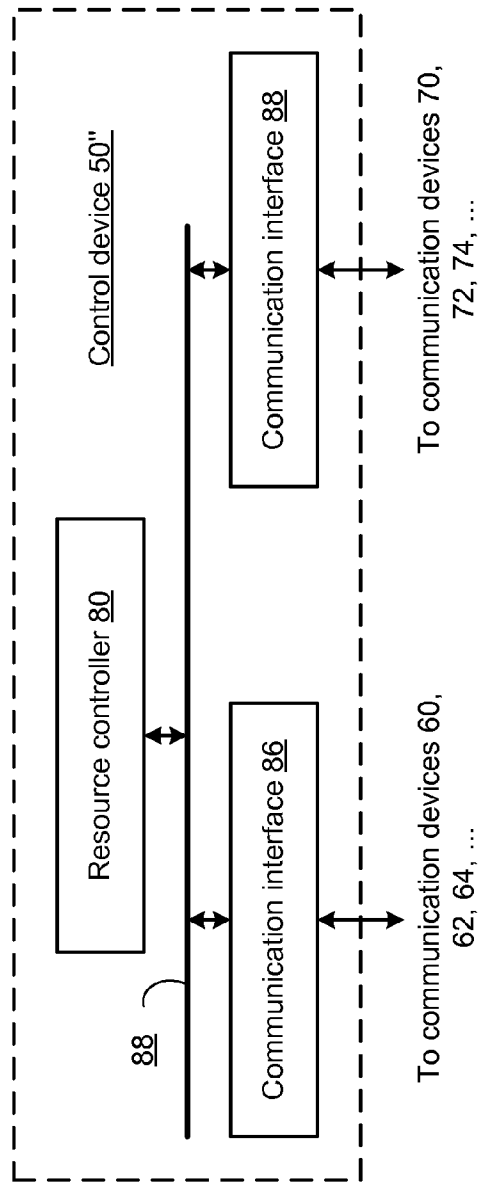 Control device 50"
Resource controller 80
88
Communication interface 86
Communication interface 88
To communication devices 60,
62, 64, ...
To communication devices 70,
72, 74, ...